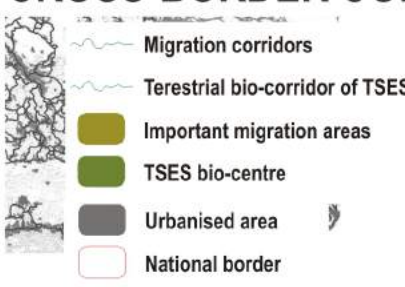 Migration corridors
Terestrial bio-corridor of TSES
Important migration areas
TSES bio-centre
Urbanised area
National border